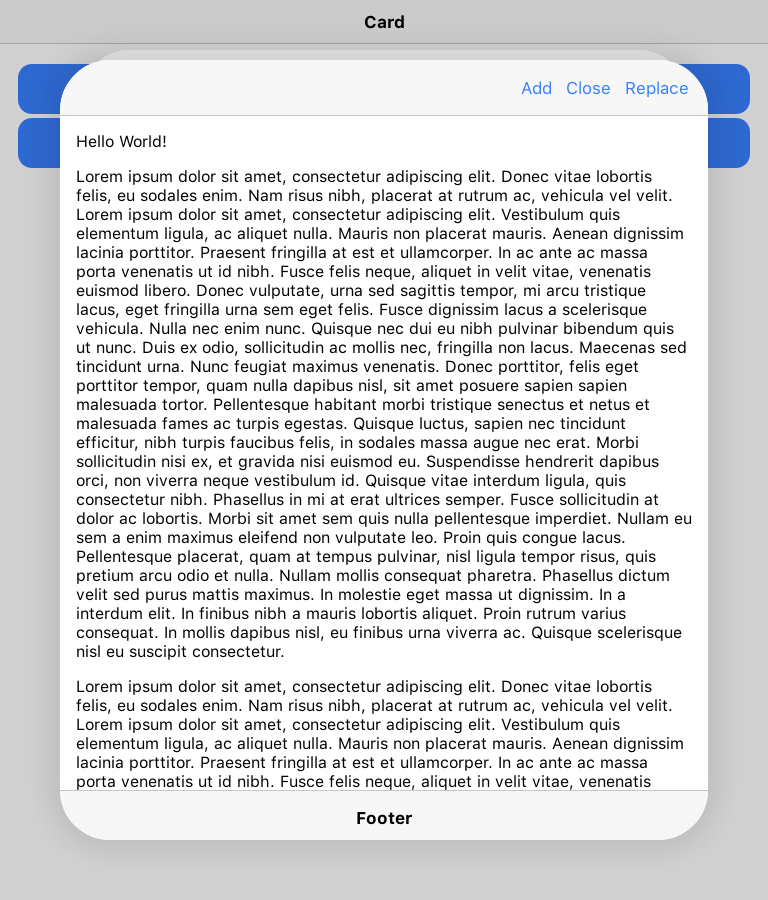 Card
Add Close Replace
Hello World!
Lorem ipsum dolor sit amet, consectetur adipiscing elit. Donec vitae lobortis
felis, eu sodales enim. Nam risus nibh, placerat at rutrum ac, vehicula vel velit.
Lorem ipsum dolor sit amet, consectetur adipiscing elit. Vestibulum quis
elementum ligula, ac aliquet nulla. Mauris non placerat mauris. Aenean dignissim
lacinia porttitor. Praesent fringilla at est et ullamcorper. In ac ante ac massa
porta venenatis ut id nibh. Fusce felis neque, aliquet in velit vitae, venenatis
euismod libero. Donec vulputate, urna sed sagittis tempor, mi arcu tristique
lacus, eget fringilla urna sem eget felis. Fusce dignissim lacus a scelerisque
vehicula. Nulla nec enim nunc. Quisque nec dui eu nibh pulvinar bibendum quis
ut nunc. Duis ex odio, sollicitudin ac mollis nec, fringilla non lacus. Maecenas sed
tincidunt urna. Nunc feugiat maximus venenatis. Donec porttitor, felis eget
porttitor tempor, quam nulla dapibus nisl, sit amet posuere sapien sapien
malesuada tortor. Pellentesque habitant morbi tristique senectus et netus et
malesuada fames ac turpis egestas. Quisque luctus, sapien nec tincidunt
efficitur, nibh turpis faucibus felis, in sodales massa augue nec erat. Morbi
sollicitudin nisi ex, et gravida nisi euismod eu. Suspendisse hendrerit dapibus
orci, non viverra neque vestibulum id. Quisque vitae interdum ligula, quis
consectetur nibh. Phasellus in mi at erat ultrices semper. Fusce sollicitudin at
dolor ac lobortis. Morbi sit amet sem quis nulla pellentesque imperdiet. Nullam eu
sem a enim maximus eleifend non vulputate leo. Proin quis congue lacus.
Pellentesque placerat, quam at tempus pulvinar, nisl ligula tempor risus, quis
pretium arcu odio et nulla. Nullam mollis consequat pharetra. Phasellus dictum
velit sed purus mattis maximus. In molestie eget massa ut dignissim. In a
interdum elit. In finibus nibh a mauris lobortis aliquet. Proin rutrum varius
consequat. In mollis dapibus nisl, eu finibus urna viverra ac. Quisque scelerisque
nisl eu suscipit consectetur.
Lorem ipsum dolor sit amet, consectetur adipiscing elit. Donec vitae lobortis
felis, eu sodales enim. Nam risus nibh, placerat at rutrum ac, vehicula vel velit.
Lorem ipsum dolor sit amet, consectetur adipiscing elit. Vestibulum quis
elementum ligula, ac aliquet nulla. Mauris non placerat mauris. Aenean dignissim
lacinia porttitor. Praesent fringilla at est et ullamcorper. In ac ante ac massa
porta venenatis ut id nibh. Fusce felis neque, aliquet in velit vitae, venenatis
Footer